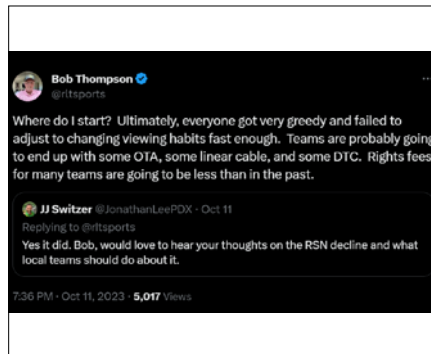 Bob Thompson
@rltsports
Where do I start? Ultimately, everyone got very greedy and failed to
adjust to changing viewing habits fast enough. Teams are probably going
to end up with some OTA, some linear cable, and some DTC. Rights fees
for many teams are going to be less than in the past.
JJ Switzer @JonathanLeePDX · Oct 11
Replying to @rltsports
Yes it did. Bob, would love to hear your thoughts on the RSN decline and what
local teams should do about it.
7:36 PM · Oct 11, 2023 · 5,017 Views